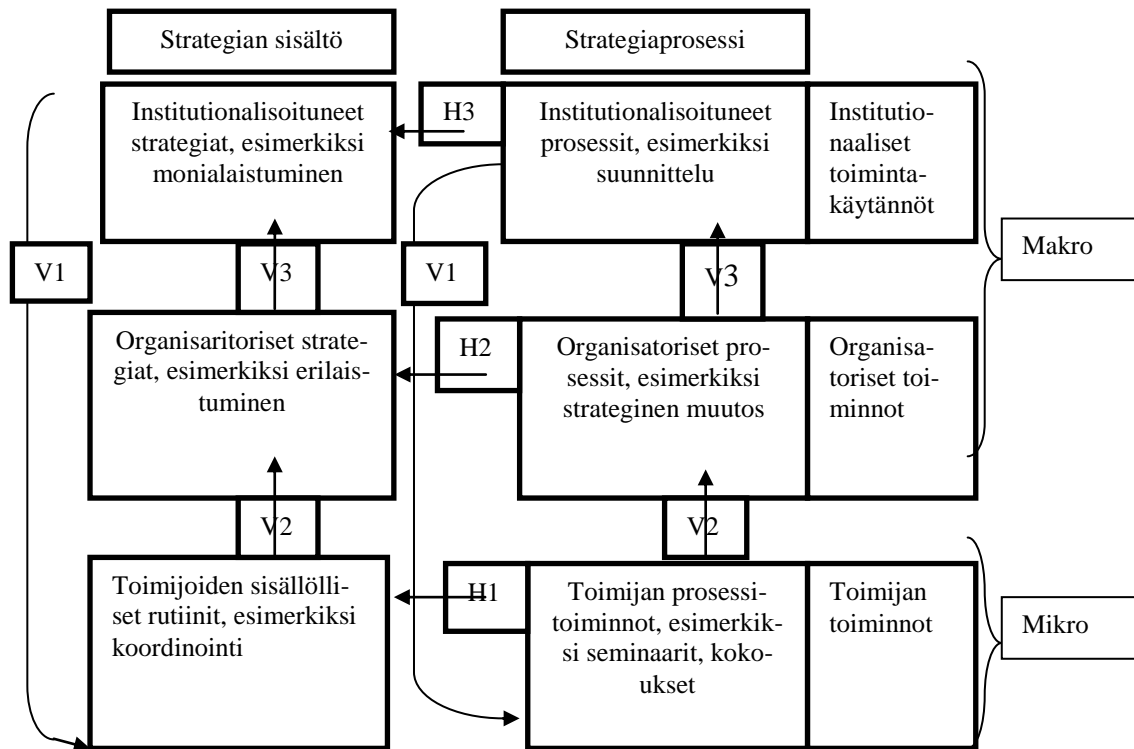 Strategian sisältö
Strategiaprosessi
Institutionalisoituneet
strategiat, esimerkiksi
monialaistuminen
H3
Institutionalisoituneet
prosessit, esimerkiksi
suunnittelu
Institutio-
naaliset
toiminta-
käytännöt
Makro
V1
V3
V1
V3
Organisaritoriset strate-
giat, esimerkiksi erilais-
tuminen
H2
Organisatoriset pro-
sessit, esimerkiksi
strateginen muutos
Organisa-
toriset toi-
minnot
V2
V2
Toimijoiden sisällölli-
set rutiinit, esimerkiksi
koordinointi
H1
Toimijan prosessi-
toiminnot, esimerkik-
si seminaarit, koko-
ukset
Toimijan
toiminnot
Mikro